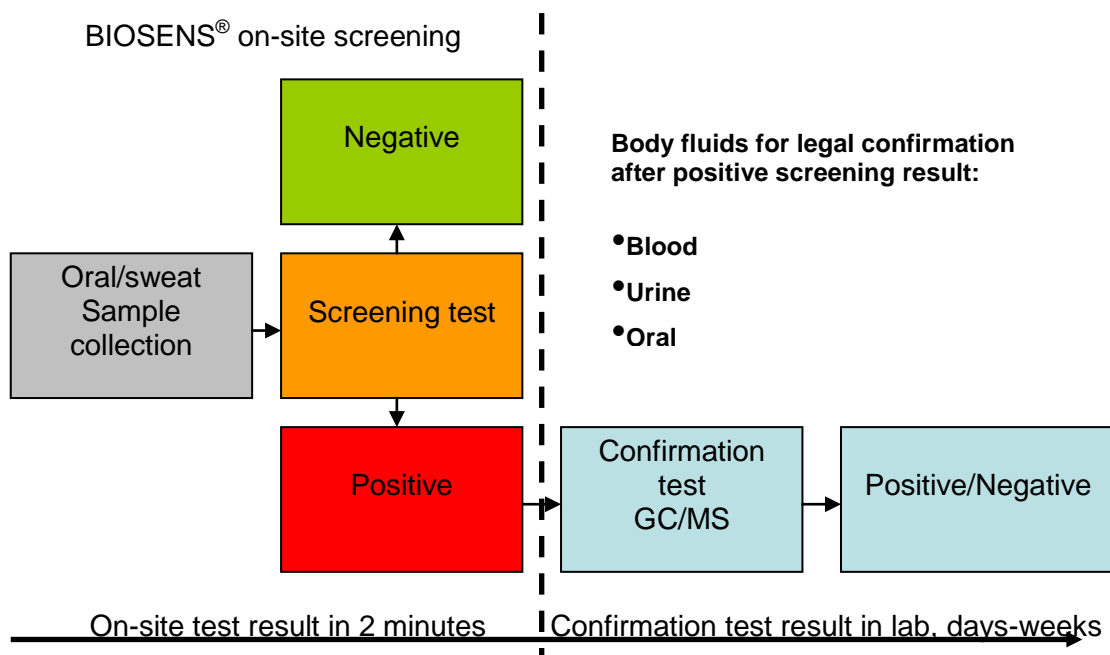 BIOSENS® on-site screening
Negative
Body fluids for legal confirmation
after positive screening result:
•Blood
•Urine
•Oral
Oral/sweat
Sample
collection
Screening test
Positive
Confirmation
test
GC/MS
Positive/Negative
On-site test result in 2 minutes
Confirmation test result in lab, days-weeks